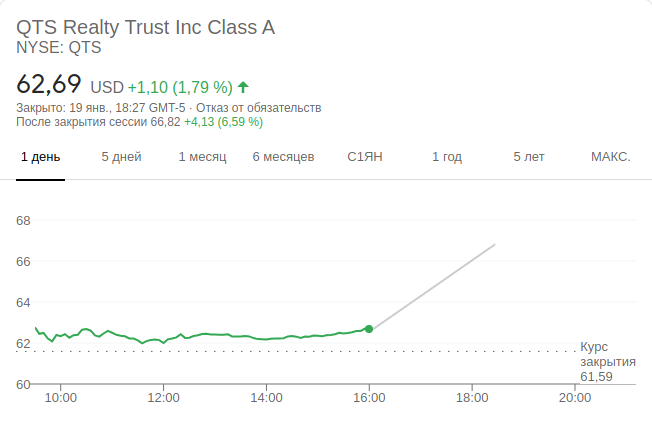 QTS Realty Trust Inc Class A
NYSE: QTS
62,69 USD +1,10 (1,79 %)
Закрыто: 19 янв., 18:27 GMT-5 · Отказ от обязательств
После закрытия сессии 66,82 +4,13 (6,59 %)
1 день 5 дней 1 месяц 6 месяцев С1ЯН 1 год 5 лет МАКС.
68
66
64
62
Курс
закрытия
61,59
60
10:00 12:00 14:00 16:00 18:00 20:00